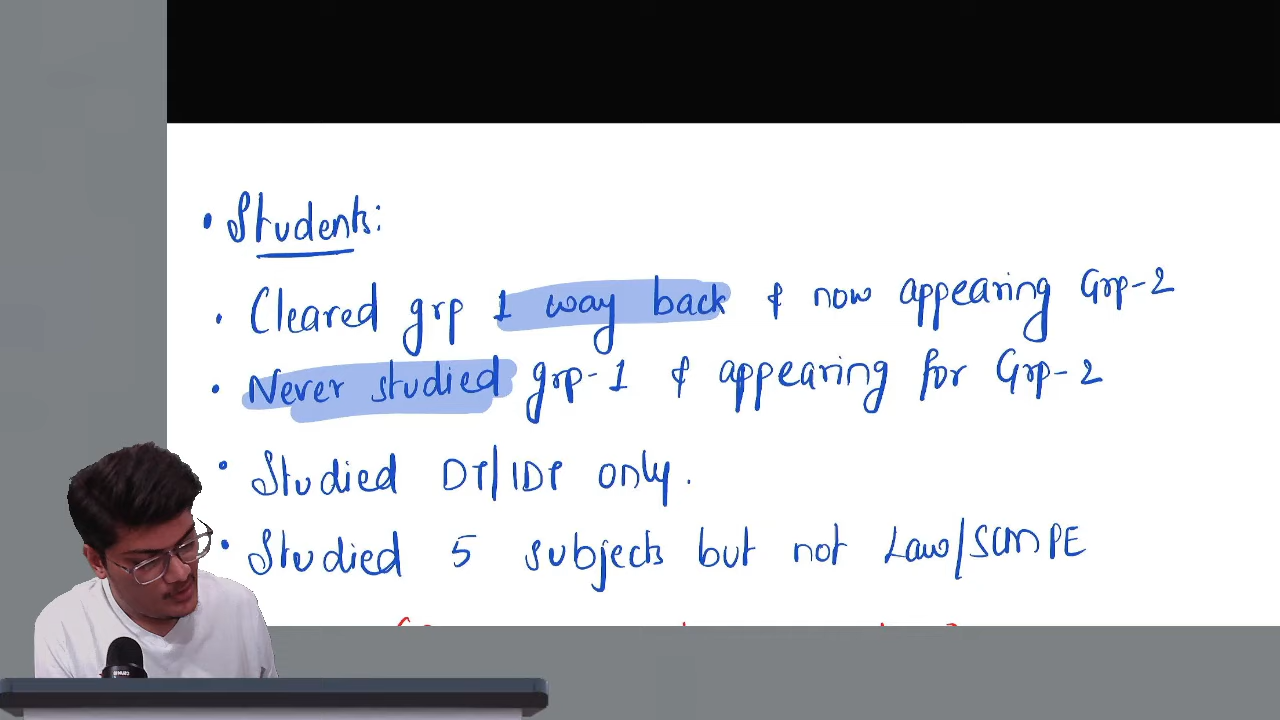 • Students:
• Cleared grp 1 way back & now appearing Grp-2
• Never studied grp-1 & appearing for Grp-2
• Studied DT/IDT only.
• Studied 5 subjects but not Law/SCMPE